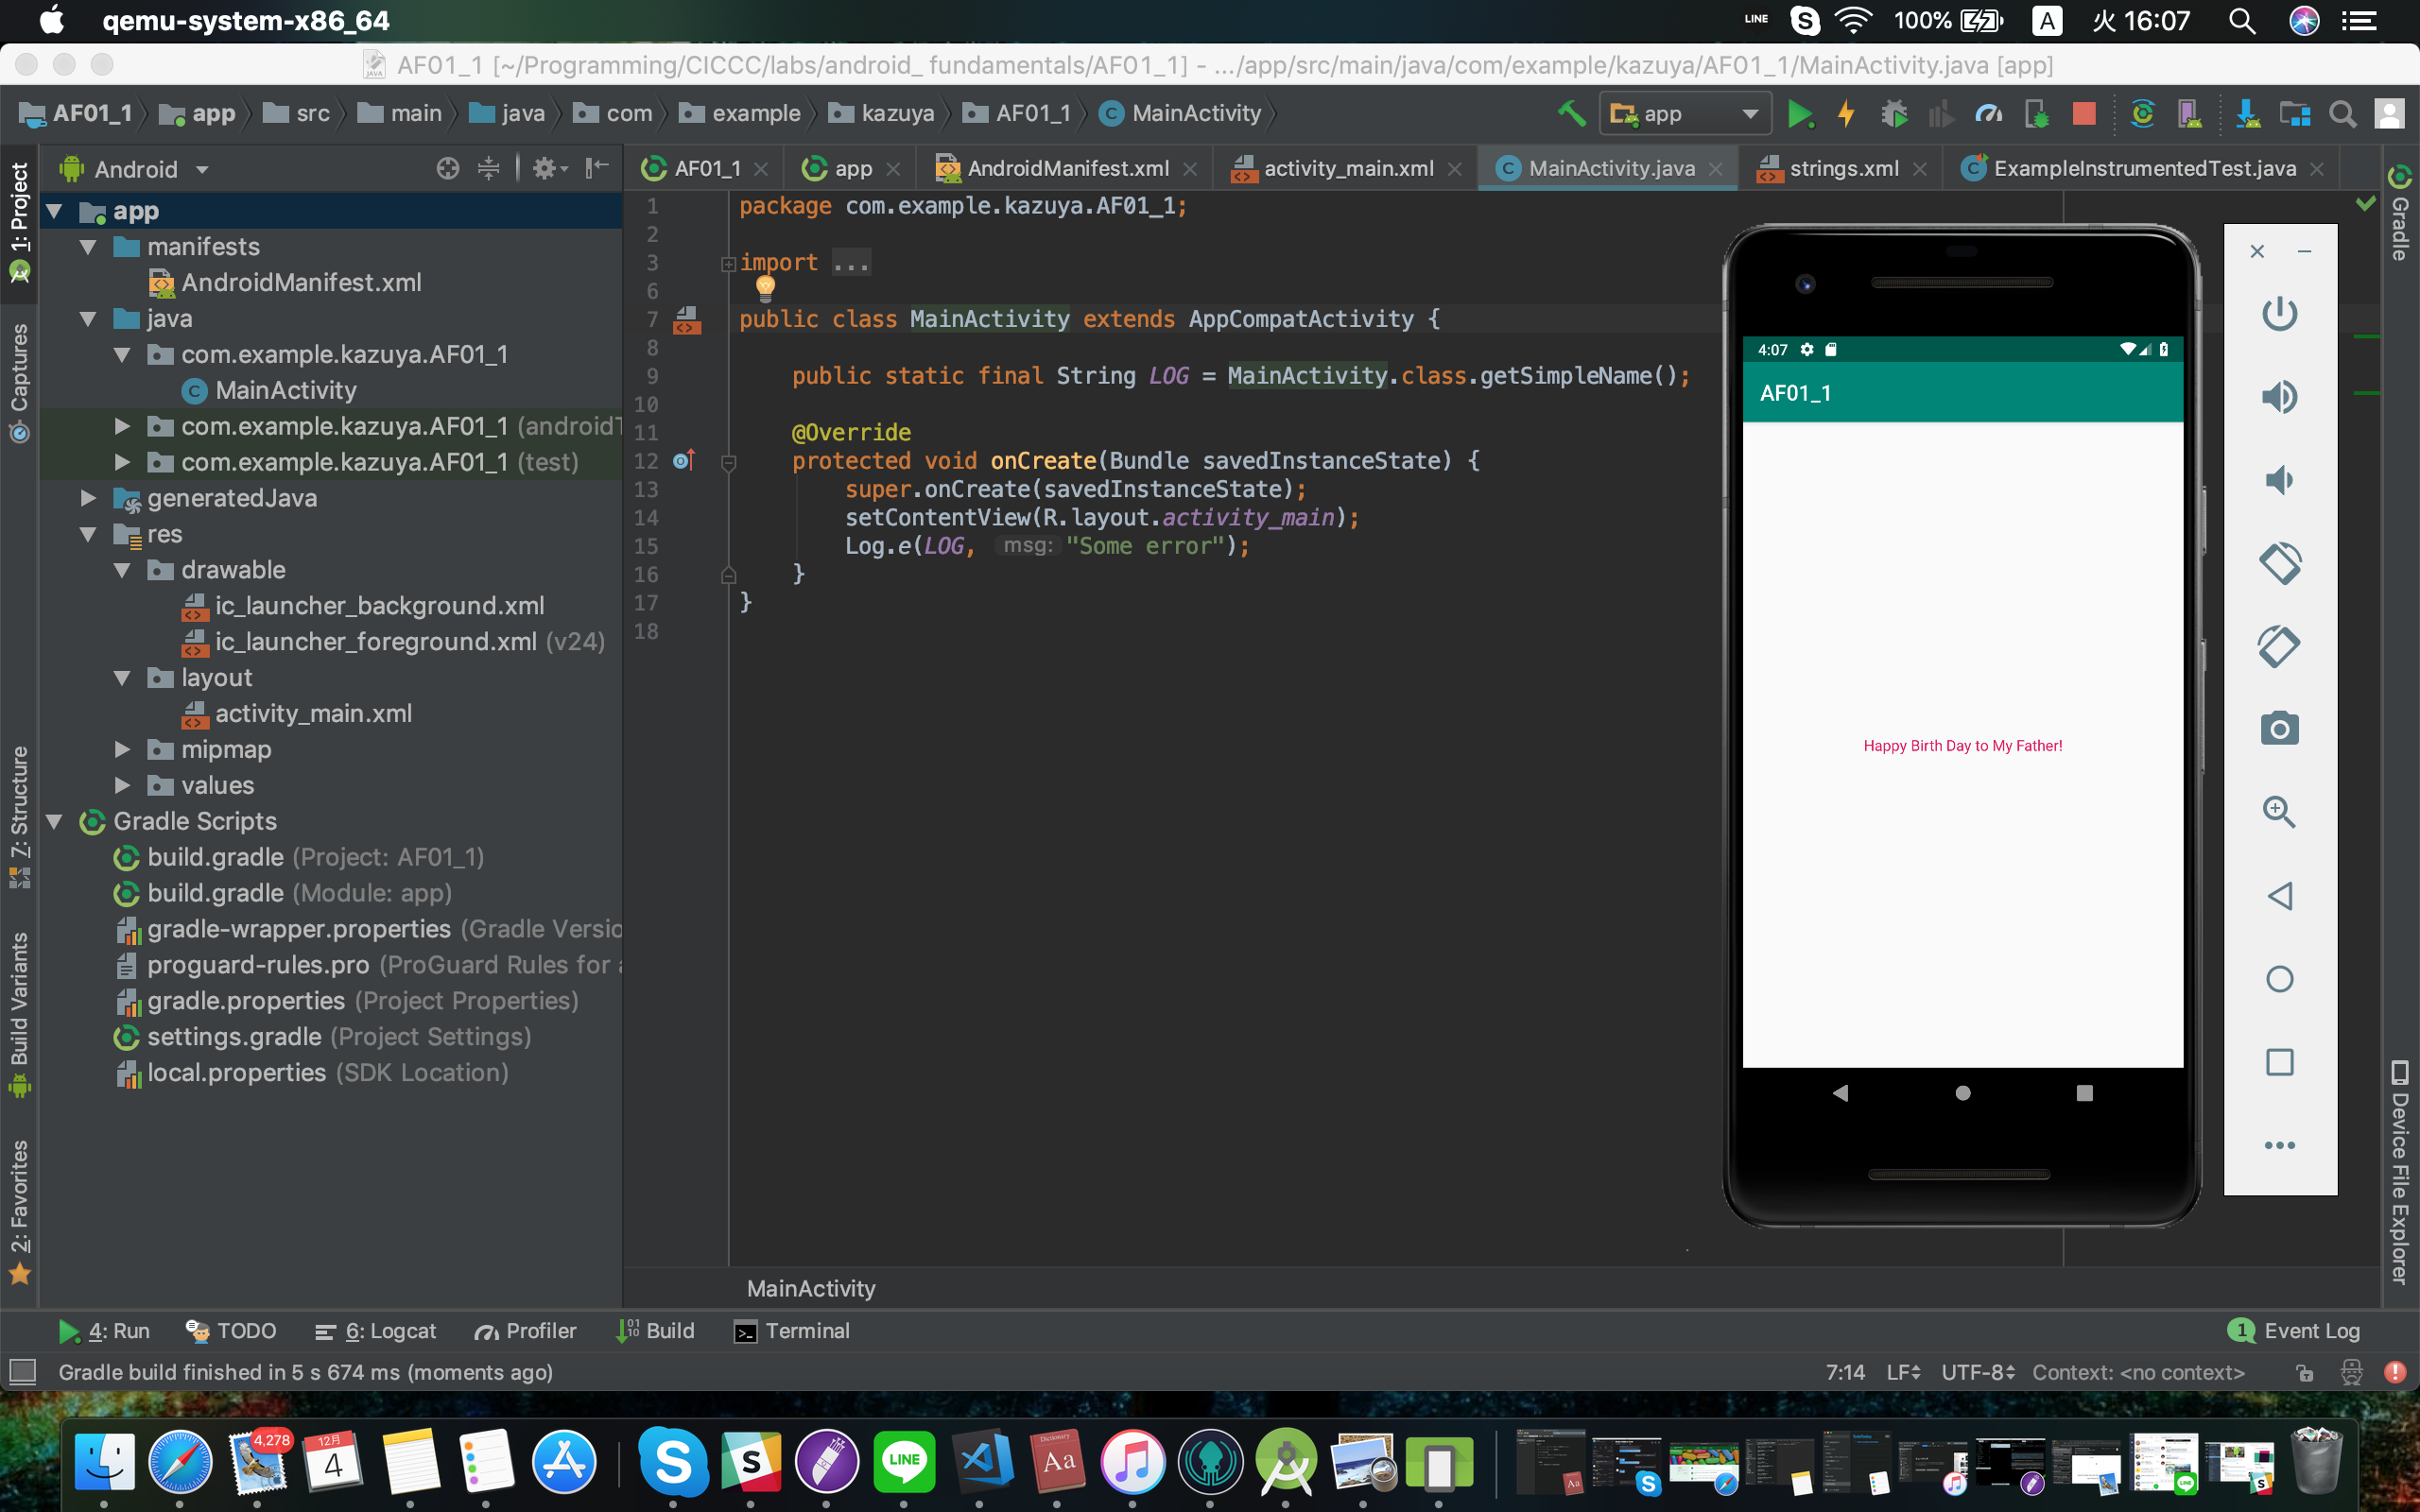 qemu-system-x86_64
LINE
100%
A
火 16:07
AF01_1 [~/Programming/CICCC/labs/android_ fundamentals/AF01_1] - .../app/src/main/java/com/example/kazuya/AF01_1/MainActivity.java [app]
AF01_1 app src main java com example kazuya AF01_1 MainActivity
app
1: Project
Captures
7: Structure
Build Variants
2: Favorites
Android
app
manifests
AndroidManifest.xml
java
com.example.kazuya.AF01_1
MainActivity
com.example.kazuya.AF01_1 (androidT
com.example.kazuya.AF01_1 (test)
generatedJava
res
drawable
ic_launcher_background.xml
ic_launcher_foreground.xml (v24)
layout
activity_main.xml
mipmap
values
Gradle Scripts
build.gradle (Project: AF01_1)
build.gradle (Module: app)
gradle-wrapper.properties (Gradle Versio
proguard-rules.pro (ProGuard Rules for a
gradle.properties (Project Properties)
settings.gradle (Project Settings)
local.properties (SDK Location)
AF01_1 app AndroidManifest.xml activity_main.xml MainActivity.java strings.xml ExampleInstrumentedTest.java
1 package com.example.kazuya.AF01_1;
2
3 import ...
6
7 public class MainActivity extends AppCompatActivity {
8
9 public static final String LOG = MainActivity.class.getSimpleName();
10
11 @Override
12 protected void onCreate(Bundle savedInstanceState) {
13 super.onCreate(savedInstanceState);
14 setContentView(R.layout.activity_main);
15 Log.e(LOG, msg: "Some error");
16 }
17 }
18
4:07
AF01_1
Happy Birth Day to My Father!
Gradle
Device File Explorer
MainActivity
4: Run TODO 6: Logcat Profiler Build Terminal
1 Event Log
Gradle build finished in 5 s 674 ms (moments ago)
7:14 LF UTF-8 Context: <no context>
4,278
12月
4
S
S
LINE
Dictionary
Aa